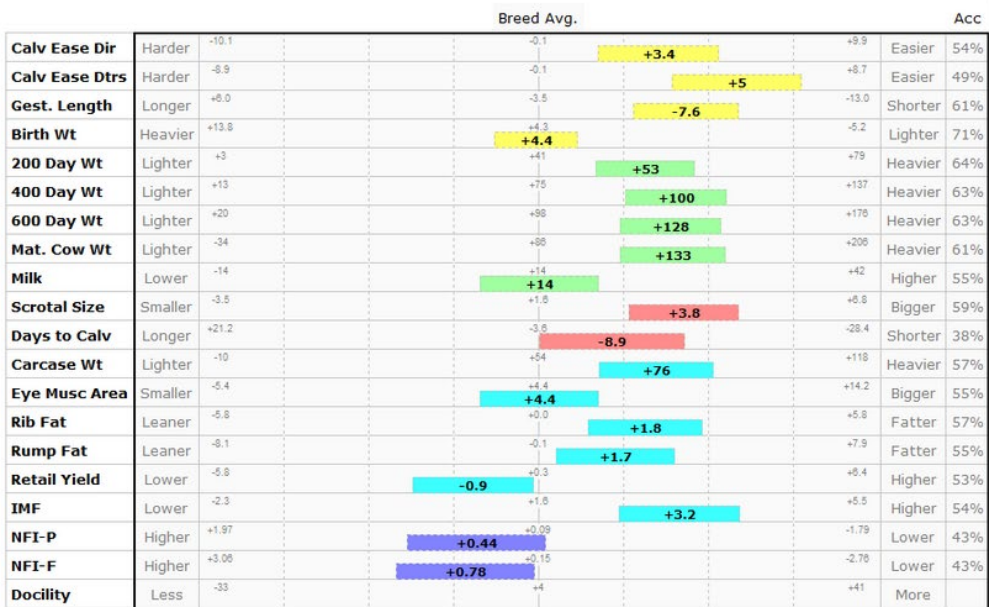 Breed Avg. Acc
Calv Ease Dir Harder -10.1 -0.1 +9.9 +3.4 Easier 54%
Calv Ease Dtrs Harder -8.9 -0.1 +8.7 +5 Easier 49%
Gest. Length Longer +6.0 -3.5 -13.0 -7.6 Shorter 61%
Birth Wt Heavier +13.8 +4.3 -5.2 +4.4 Lighter 71%
200 Day Wt Lighter +3 +41 +79 +53 Heavier 64%
400 Day Wt Lighter +13 +75 +137 +100 Heavier 63%
600 Day Wt Lighter +20 +98 +176 +128 Heavier 63%
Mat. Cow Wt Lighter -34 +86 +206 +133 Heavier 61%
Milk Lower -14 +14 +42 +14 Higher 55%
Scrotal Size Smaller -3.5 +1.6 +6.8 +3.8 Bigger 59%
Days to Calv Longer +21.2 -3.6 -28.4 -8.9 Shorter 38%
Carcase Wt Lighter -10 +54 +118 +76 Heavier 57%
Eye Musc Area Smaller -5.4 +4.4 +14.2 +4.4 Bigger 55%
Rib Fat Leaner -5.8 +0.0 +5.8 +1.8 Fatter 57%
Rump Fat Leaner -8.1 -0.1 +7.9 +1.7 Fatter 55%
Retail Yield Lower -5.8 +0.3 +6.4 -0.9 Higher 53%
IMF Lower -2.3 +1.6 +5.5 +3.2 Higher 54%
NFI-P Higher +1.97 +0.09 -1.79 +0.44 Lower 43%
NFI-F Higher +3.06 +0.15 -2.76 +0.78 Lower 43%
Docility Less -33 +4 +41 More